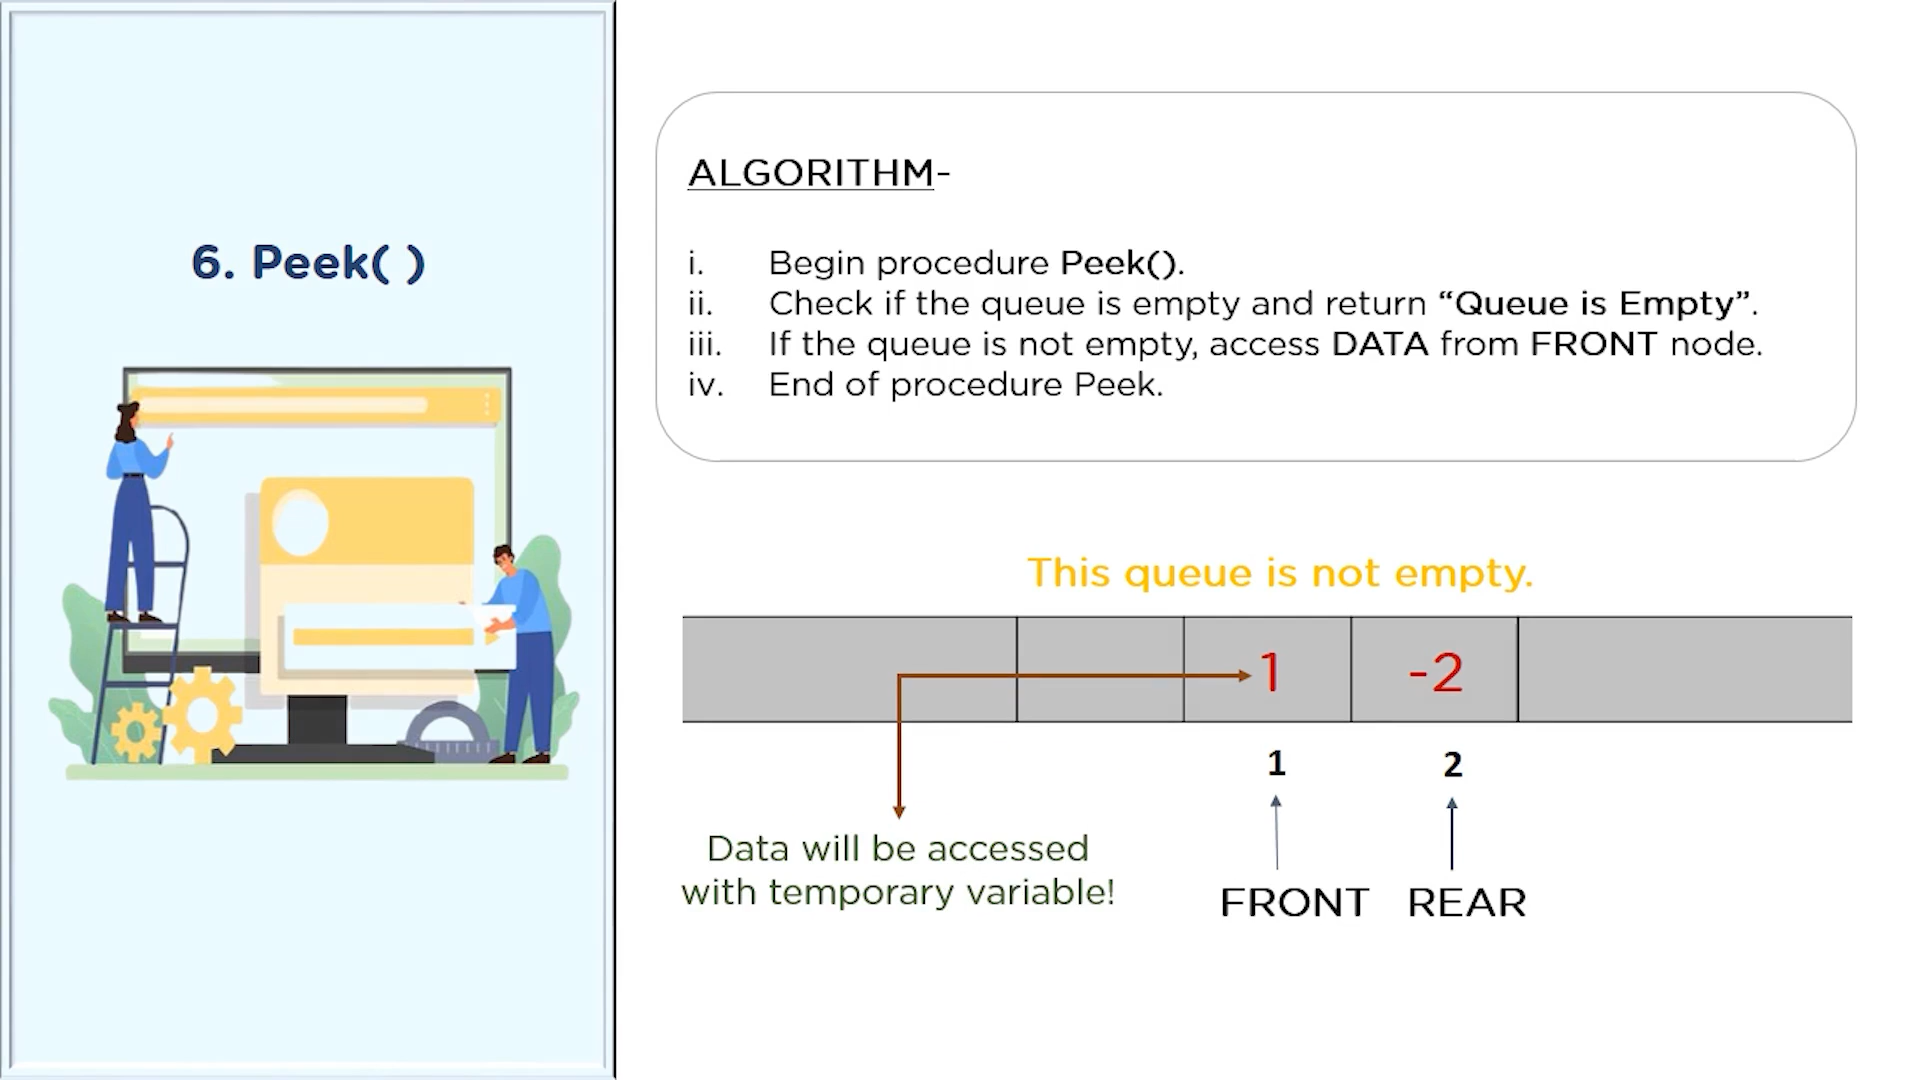 6. Peek( )
ALGORITHM-
i. Begin procedure Peek().
ii. Check if the queue is empty and return “Queue is Empty”.
iii. If the queue is not empty, access DATA from FRONT node.
iv. End of procedure Peek.
This queue is not empty.
1 -2
1 2
Data will be accessed
with temporary variable!
FRONT REAR